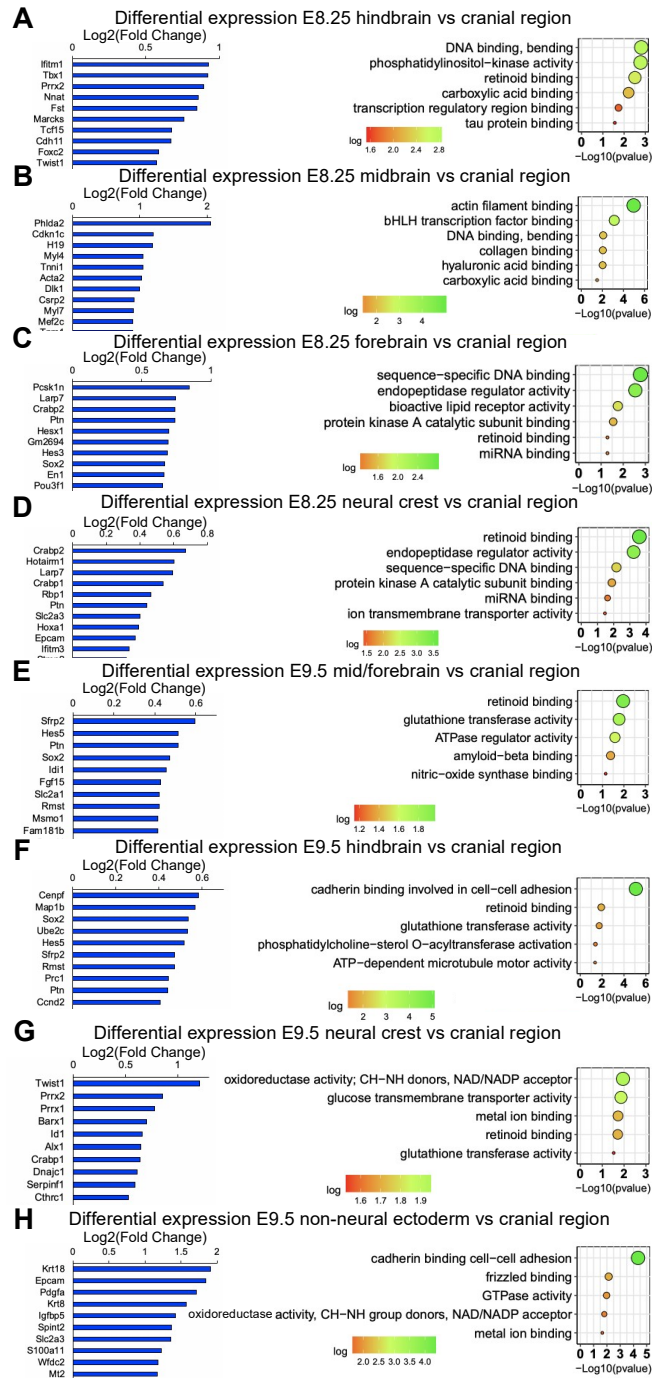 A
Differential expression E8.25 hindbrain vs cranial region
Log2(Fold Change)
0 0.5 1
Ifitm1
Tbx1
Prrx2
Nnat
Fst
Marcks
Tcf15
Cdh11
Foxc2
Twist1
DNA binding, bending
phosphatidylinositol−kinase activity
retinoid binding
carboxylic acid binding
transcription regulatory region binding
tau protein binding
log
1.6 2.0 2.4 2.8
0 1 2 3
−Log10(pvalue)
B
Differential expression E8.25 midbrain vs cranial region
Log2(Fold Change)
0 1 2
Phlda2
Cdkn1c
H19
Myl4
Tnni1
Acta2
Dlk1
Csrp2
Myl7
Mef2c
actin filament binding
bHLH transcription factor binding
DNA binding, bending
collagen binding
hyaluronic acid binding
carboxylic acid binding
log
2 3 4
0 2 4 6
−Log10(pvalue)
C
Differential expression E8.25 forebrain vs cranial region
Log2(Fold Change)
0 0.5 1
Pcsk1n
Larp7
Crabp2
Ptn
Hesx1
Gm2694
Hes3
Sox2
En1
Pou3f1
sequence−specific DNA binding
endopeptidase regulator activity
bioactive lipid receptor activity
protein kinase A catalytic subunit binding
retinoid binding
miRNA binding
log
1.6 2.0 2.4
0 1 2 3
−Log10(pvalue)
D
Differential expression E8.25 neural crest vs cranial region
Log2(Fold Change)
0 0.2 0.4 0.6 0.8
Crabp2
Hotairm1
Larp7
Crabp1
Rbp1
Ptn
Slc2a3
Hoxa1
Epcam
Ifitm3
retinoid binding
endopeptidase regulator activity
sequence−specific DNA binding
protein kinase A catalytic subunit binding
miRNA binding
ion transmembrane transporter activity
log
1.5 2.0 2.5 3.0 3.5
0 1 2 3 4
−Log10(pvalue)
E
Differential expression E9.5 mid/forebrain vs cranial region
Log2(Fold Change)
0 0.2 0.4 0.6
Sfrp2
Hes5
Ptn
Sox2
Idi1
Fgf15
Slc2a1
Rmst
Msmo1
Fam181b
retinoid binding
glutathione transferase activity
ATPase regulator activity
amyloid−beta binding
nitric−oxide synthase binding
log
1.2 1.4 1.6 1.8
0 1 2 3
−Log10(pvalue)
F
Differential expression E9.5 hindbrain vs cranial region
Log2(Fold Change)
0 0.2 0.4 0.6
Cenpf
Map1b
Sox2
Ube2c
Hes5
Sfrp2
Rmst
Prc1
Ptn
Ccnd2
cadherin binding involved in cell−cell adhesion
retinoid binding
glutathione transferase activity
phosphatidylcholine−sterol O−acyltransferase activation
ATP−dependent microtubule motor activity
log
2 3 4 5
0 2 4 6
−Log10(pvalue)
G
Differential expression E9.5 neural crest vs cranial region
Log2(Fold Change)
0 0.5 1
Twist1
Prrx2
Prrx1
Barx1
Id1
Alx1
Crabp1
Dnajc1
Serpinf1
Cthrc1
oxidoreductase activity; CH−NH donors, NAD/NADP acceptor
glucose transmembrane transporter activity
metal ion binding
retinoid binding
glutathione transferase activity
log
1.6 1.7 1.8 1.9
0 1 2 3
−Log10(pvalue)
H
Differential expression E9.5 non-neural ectoderm vs cranial region
Log2(Fold Change)
0 0.5 1 1.5 2
Krt18
Epcam
Pdgfa
Krt8
Igfbp5
Spint2
Slc2a3
S100a11
Wfdc2
Mt2
cadherin binding cell−cell adhesion
frizzled binding
GTPase activity
oxidoreductase activity, CH−NH group donors, NAD/NADP acceptor
metal ion binding
log
2.0 2.5 3.0 3.5 4.0
0 1 2 3 4 5
−Log10(pvalue)